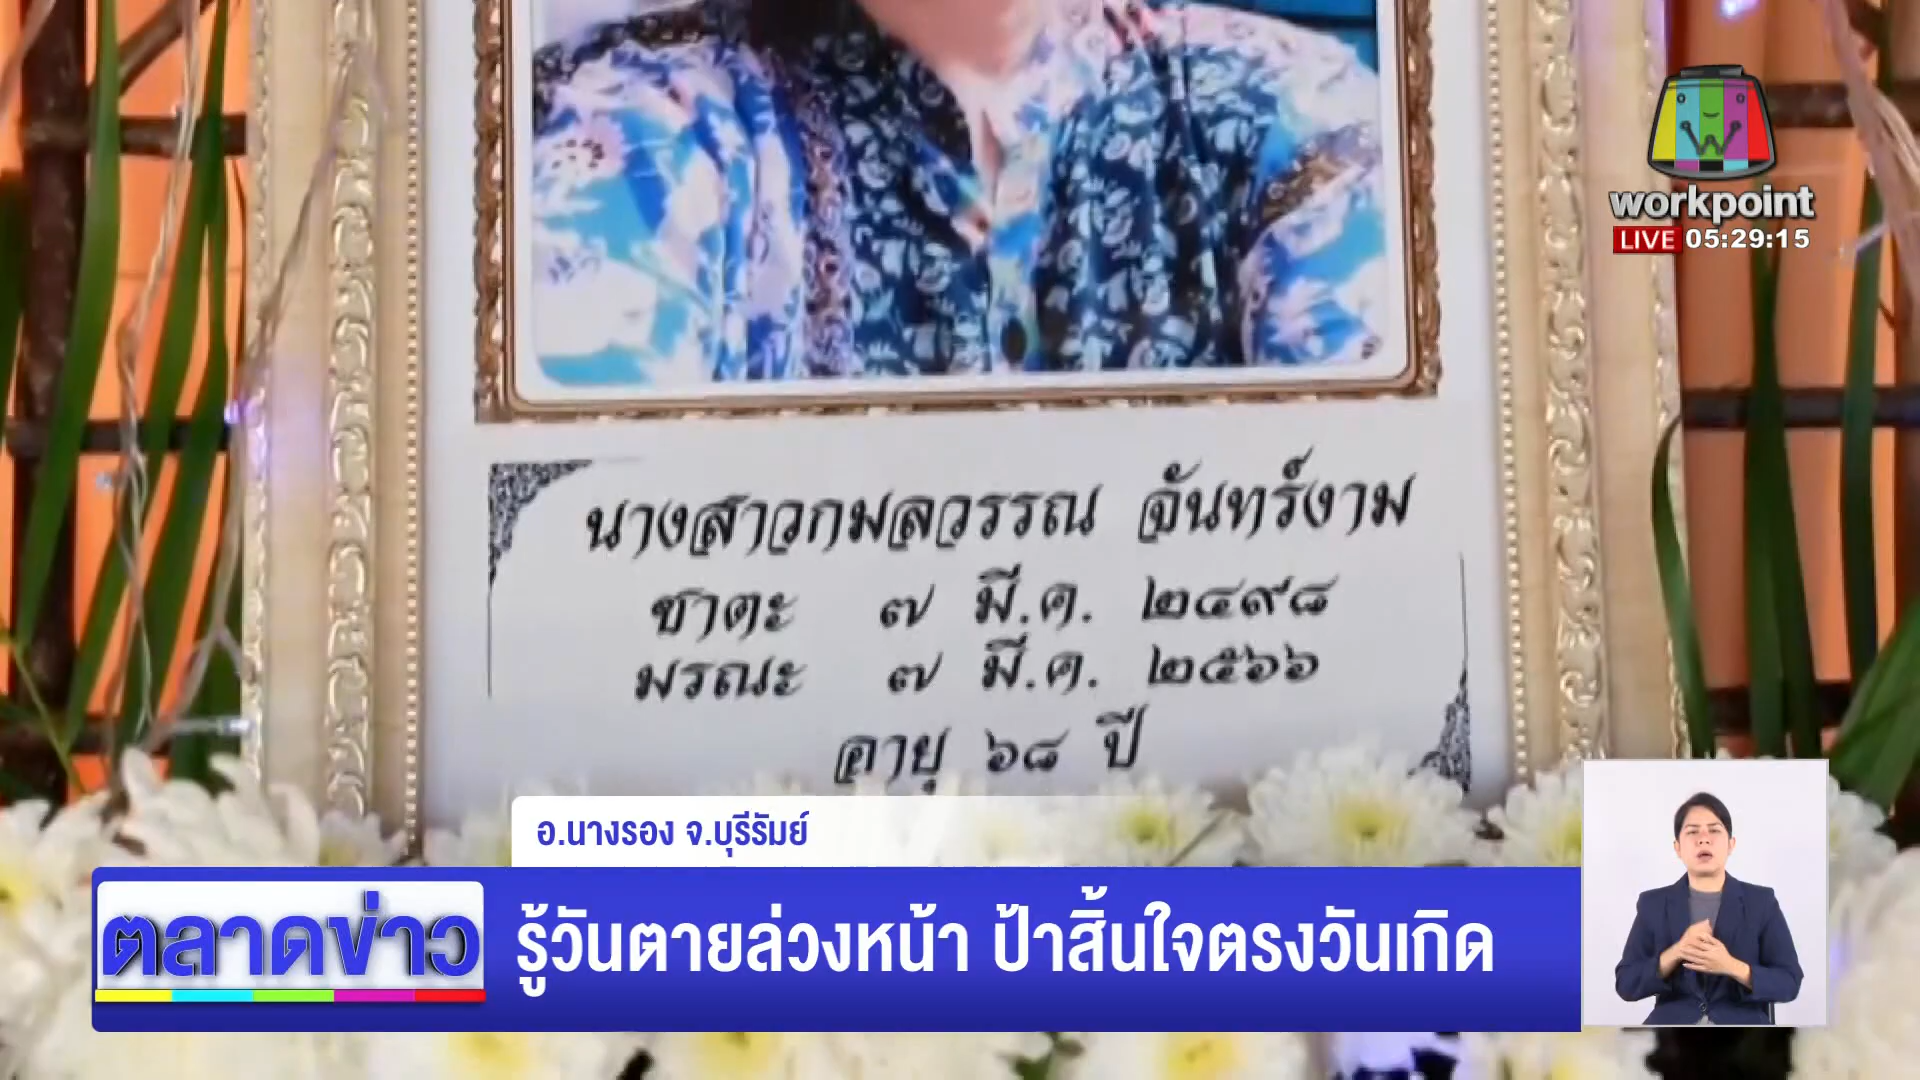 workpoint
LIVE 05:29:15
นางสาวกมลวรรณ จันทร์งาม
ชาตะ ๗ มี.ค. ๒๔๙๘
มรณะ ๗ มี.ค. ๒๕๖๖
อายุ ๖๘ ปี
อ.นางรอง จ.บุรีรัมย์
ตลาดข่าว
รู้วันตายล่วงหน้า ป้าสิ้นใจตรงวันเกิด